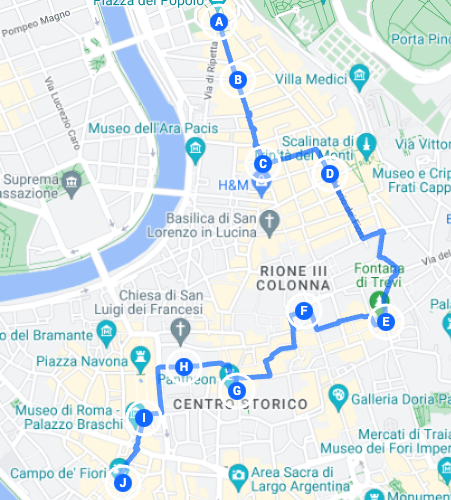 Piazza del Popolo
A
Pompeo Magno
Porta Pinc
Via di Ripetta
B
Villa Medici
Via Lucrezio Caro
Museo dell'Ara Pacis
Scalinata di
Trinità dei Monti
Via Vittor
C
D
H&M
Museo e Crip
Frati Capp
Suprema
assazione
Basilica di San
Lorenzo in Lucina
RIONE III
COLONNA
Via del
Fontana
di Trevi
Chiesa di San
Luigi dei Francesi
F
E
Pala
o del Bramante
Piazza Navona
H
Pantheon
G
Galleria Doria Pa
CENTRO STORICO
Museo di Roma -
Palazzo Braschi
I
Mercati di Traia
Museo dei Fori Imper
Campo de' Fiori
J
Area Sacra di
Largo Argentina
Monument